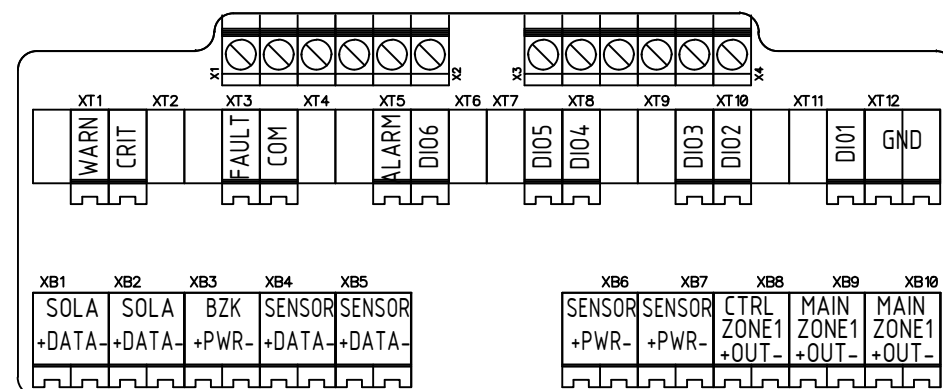 X1 X2 X3 X4
XT1 XT2 XT3 XT4 XT5 XT6 XT7 XT8 XT9 XT10 XT11 XT12
WARN CRIT FAULT COM ALARM DIO6 DIO5 DIO4 DIO3 DIO2 DIO1 GND
XB1 XB2 XB3 XB4 XB5 XB6 XB7 XB8 XB9 XB10
SOLA SOLA BZK SENSOR SENSOR SENSOR SENSOR CTRL MAIN MAIN
ZONE1 ZONE1 ZONE1
+DATA- +DATA- +PWR- +DATA- +DATA- +PWR- +PWR- +OUT- +OUT- +OUT-